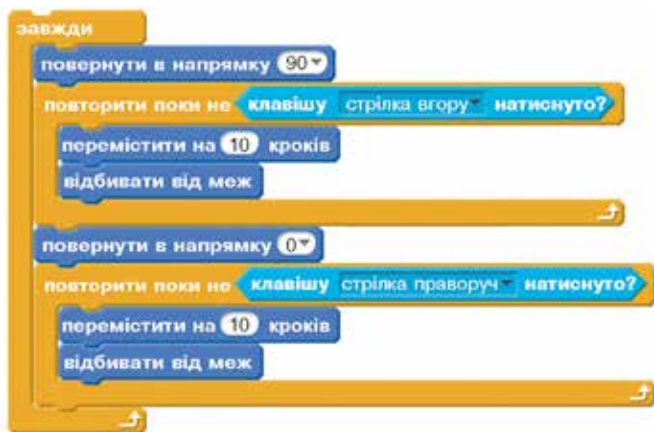 завжди
повернути в напрямку 90
повторити поки не клавішу стрілка вгору натиснуто?
перемістити на 10 кроків
відбивати від меж
повернути в напрямку 0
повторити поки не клавішу стрілка праворуч натиснуто?
перемістити на 10 кроків
відбивати від меж